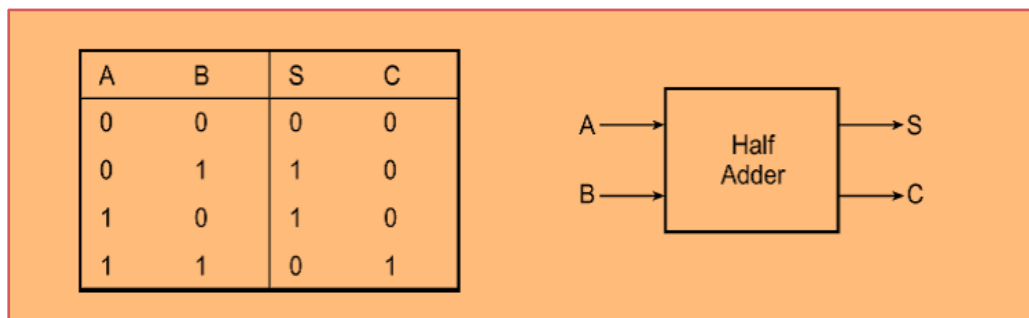 A B S C
0 0 0 0
0 1 1 0
1 0 1 0
1 1 0 1
A
B
Half
Adder
S
C